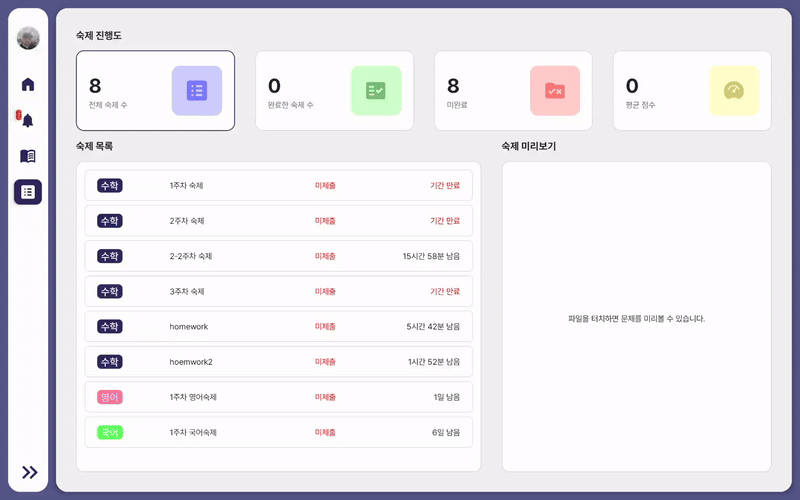 숙제 진행도
8
전체 숙제 수
0
완료한 숙제 수
8
미완료
0
평균 점수
숙제 목록
수학 1주차 숙제 미제출 기간 만료
수학 2주차 숙제 미제출 기간 만료
수학 2-2주차 숙제 미제출 15시간 58분 남음
수학 3주차 숙제 미제출 기간 만료
수학 homework 미제출 5시간 42분 남음
수학 hoemwork2 미제출 1시간 52분 남음
영어 1주차 영어숙제 미제출 1일 남음
국어 1주차 국어숙제 미제출 6일 남음
숙제 미리보기
파일을 터치하면 문제를 미리볼 수 있습니다.